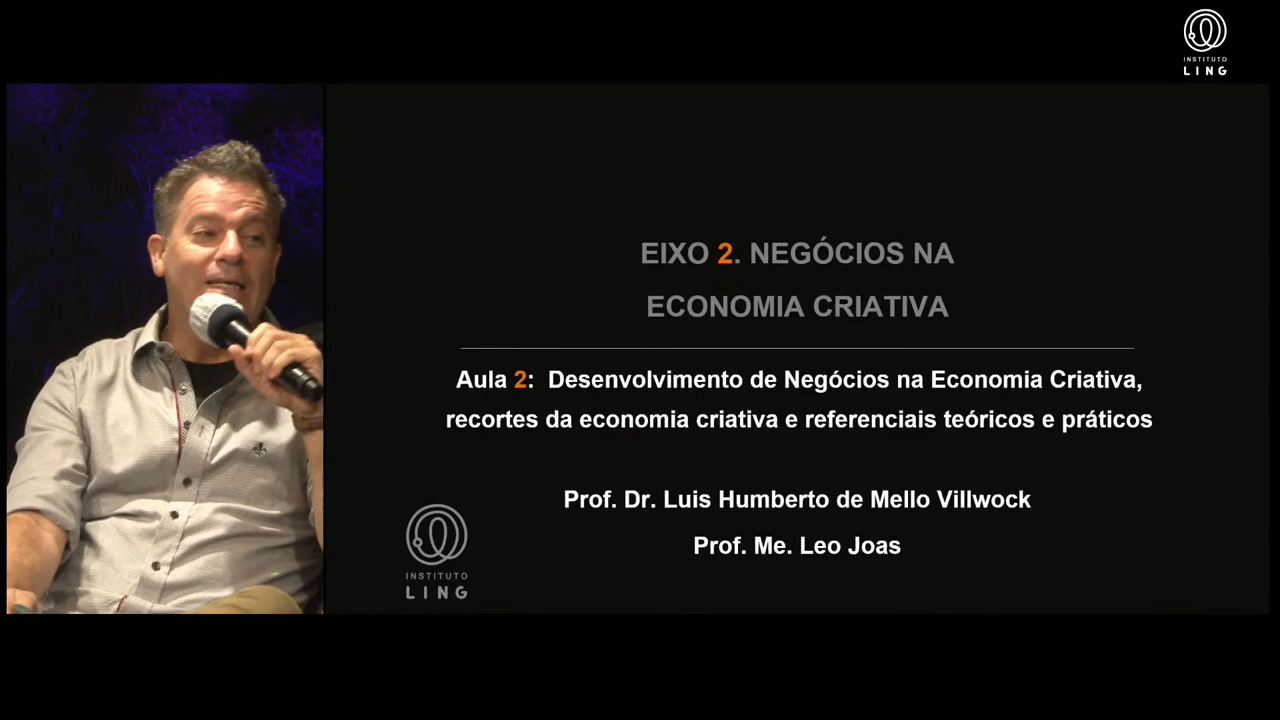 INSTITUTO
LING
EIXO 2. NEGÓCIOS NA
ECONOMIA CRIATIVA
Aula 2: Desenvolvimento de Negócios na Economia Criativa,
recortes da economia criativa e referenciais teóricos e práticos
Prof. Dr. Luis Humberto de Mello Villwock
Prof. Me. Leo Joas
INSTITUTO
LING